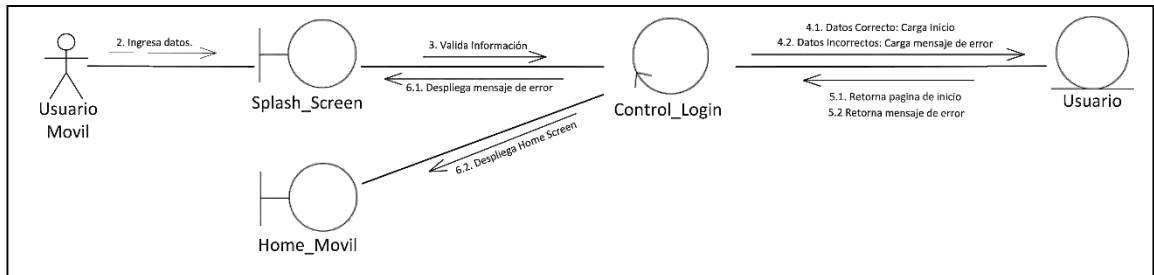 2. Ingresa datos.
Usuario
Movil
Splash_Screen
3. Valida Información
6.1. Despliega mensaje de error
Control_Login
4.1. Datos Correcto: Carga Inicio
4.2. Datos Incorrectos: Carga mensaje de error
5.1. Retorna pagina de inicio
5.2 Retorna mensaje de error
Usuario
6.2. Despliega Home Screen
Home_Movil